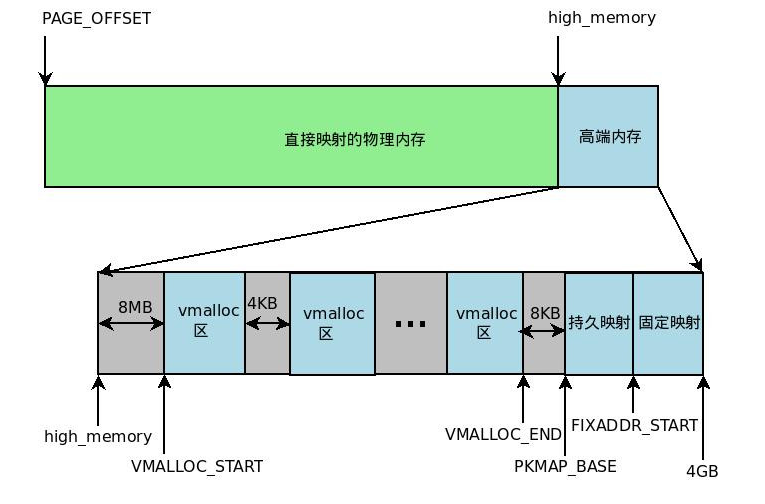 PAGE_OFFSET
high_memory
直接映射的物理内存
高端内存
8MB
vmalloc
区
4KB
vmalloc
区
...
vmalloc
区
8KB
持久映射
固定映射
high_memory
VMALLOC_START
VMALLOC_END
PKMAP_BASE
FIXADDR_START
4GB